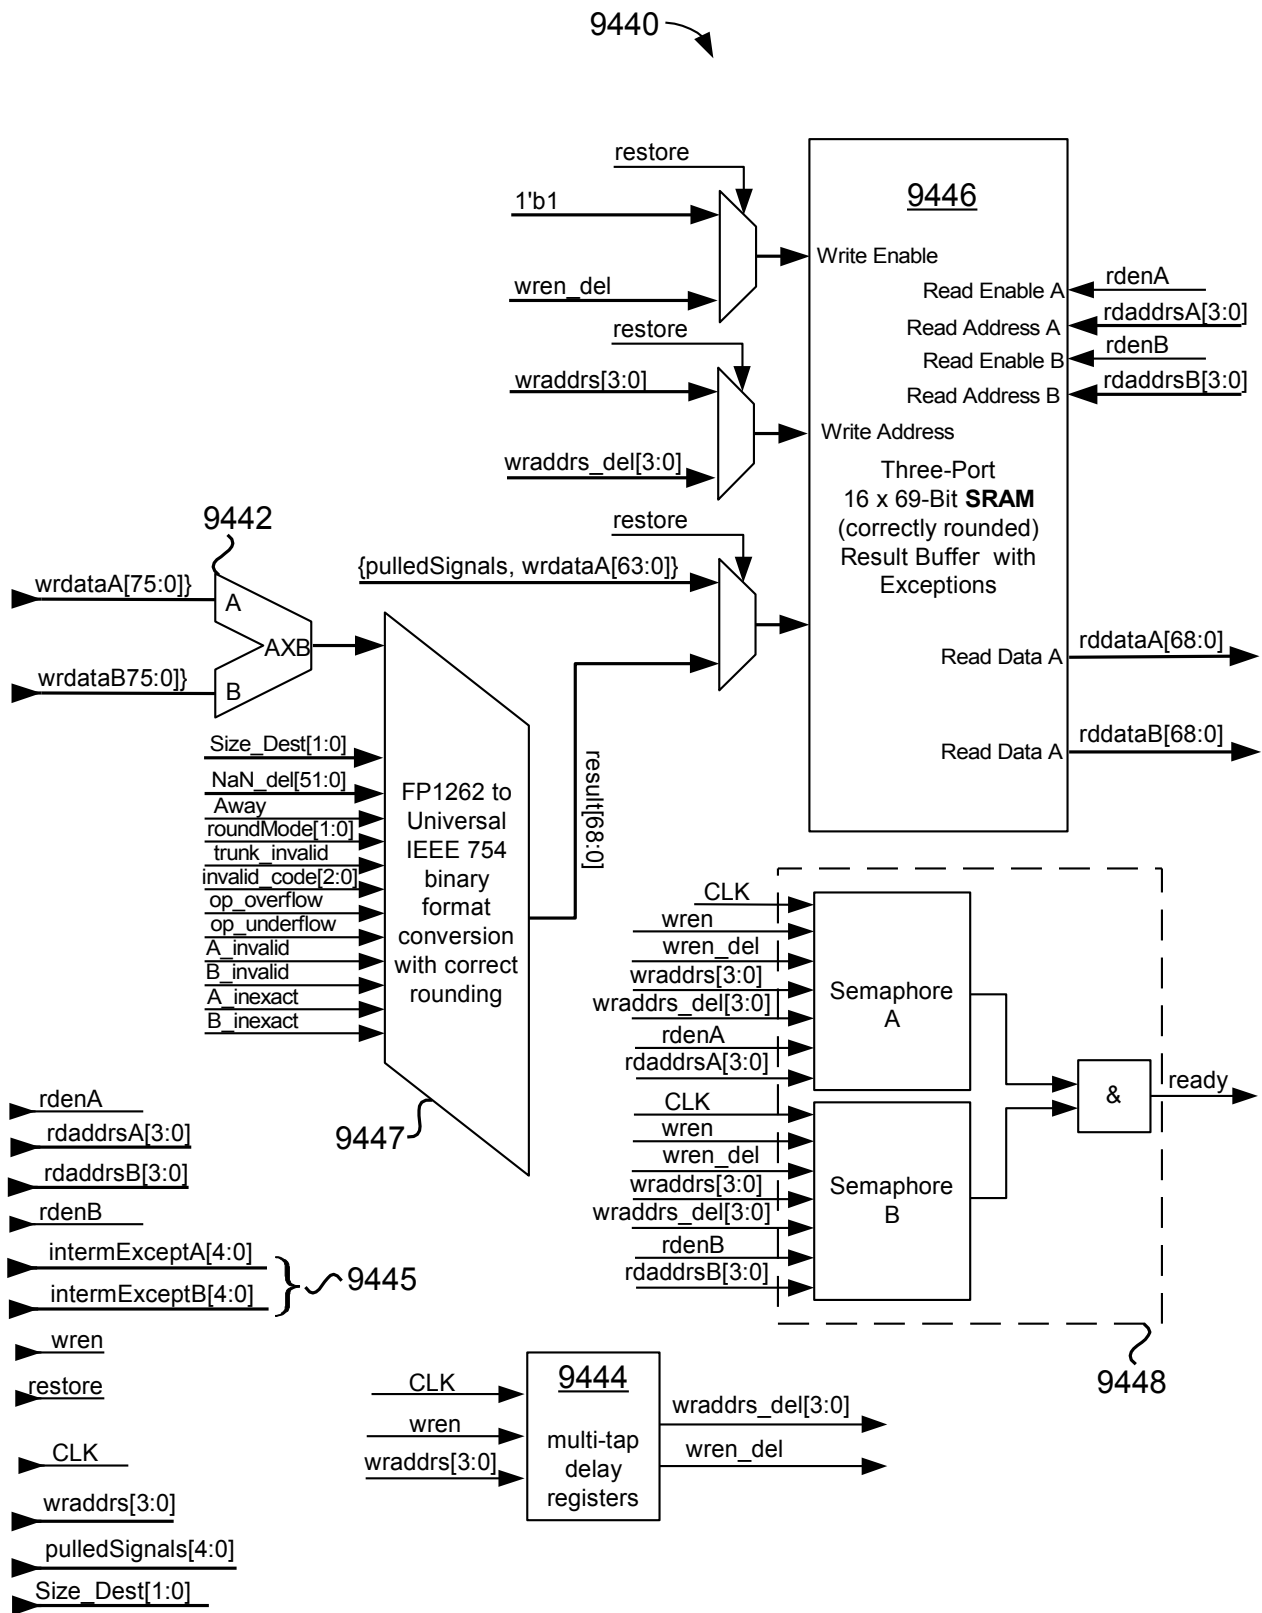 9440
restore
1'b1
wren_del
9446
Write Enable
Read Enable A
rdenA
Read Address A
rdaddrsA[3:0]
Read Enable B
rdenB
Read Address B
rdaddrsB[3:0]
restore
wraddrs[3:0]
wraddrs_del[3:0]
Write Address
Three-Port
16 x 69-Bit SRAM
(correctly rounded)
Result Buffer with
Exceptions
restore
{pulledSignals, wrdataA[63:0]}
Read Data A
rddataA[68:0]
Read Data A
rddataB[68:0]
9442
wrdataA[75:0]}
A
AXB
wrdataB75:0]}
B
Size_Dest[1:0]
NaN_del[51:0]
Away
roundMode[1:0]
trunk_invalid
invalid_code[2:0]
op_overflow
op_underflow
A_invalid
B_invalid
A_inexact
B_inexact
FP1262 to
Universal
IEEE 754
binary
format
conversion
with correct
rounding
result[68:0]
9447
CLK
wren
wren_del
wraddrs[3:0]
wraddrs_del[3:0]
rdenA
rdaddrsA[3:0]
Semaphore
A
CLK
wren
wren_del
wraddrs[3:0]
wraddrs_del[3:0]
rdenB
rdaddrsB[3:0]
Semaphore
B
&
ready
9448
rdenA
rdaddrsA[3:0]
rdaddrsB[3:0]
rdenB
intermExceptA[4:0]
intermExceptB[4:0]
9445
wren
restore
CLK
wraddrs[3:0]
pulledSignals[4:0]
Size_Dest[1:0]
CLK
wren
wraddrs[3:0]
9444
multi-tap
delay
registers
wraddrs_del[3:0]
wren_del